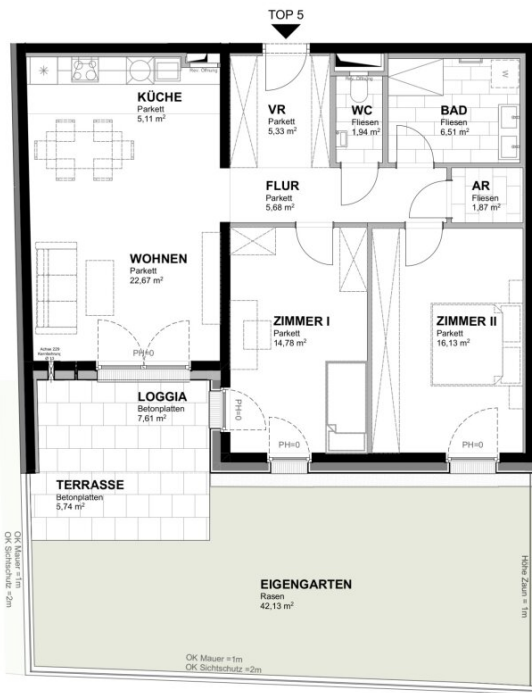 TOP 5
Rev. Öffnung
Rev. Öffnung
KÜCHE
Parkett
5,11 m²
VR
Parkett
5,33 m²
WC
Fliesen
1,94 m²
BAD
Fliesen
6,51 m²
W
FLUR
Parkett
5,68 m²
AR
Fliesen
1,87 m²
WOHNEN
Parkett
22,67 m²
ZIMMER I
Parkett
14,78 m²
ZIMMER II
Parkett
16,13 m²
PH=0
LOGGIA
Betonplatten
7,61 m²
PH=0
PH=0
PH=0
TERRASSE
Betonplatten
5,74 m²
OK Mauer =1m
OK Sichtschutz =2m
Höhe Zaun = 1m
EIGENGARTEN
Rasen
42,13 m²
OK Mauer =1m
OK Sichtschutz =2m